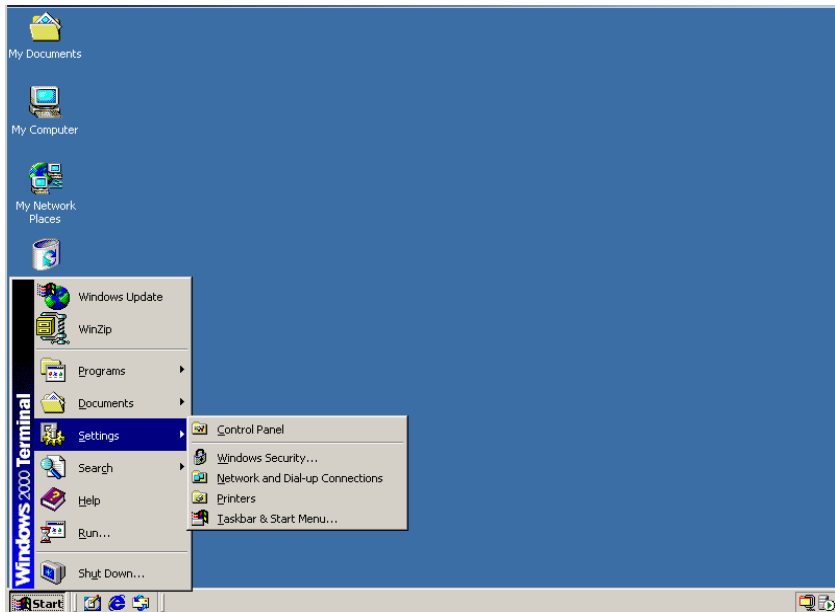 My Documents
My Computer
My Network
Places
Windows Update
WinZip
Programs
Documents
Settings
Search
Help
Run...
Shut Down...
Windows 2000 Terminal
Control Panel
Windows Security...
Network and Dial-up Connections
Printers
Taskbar & Start Menu...
Start